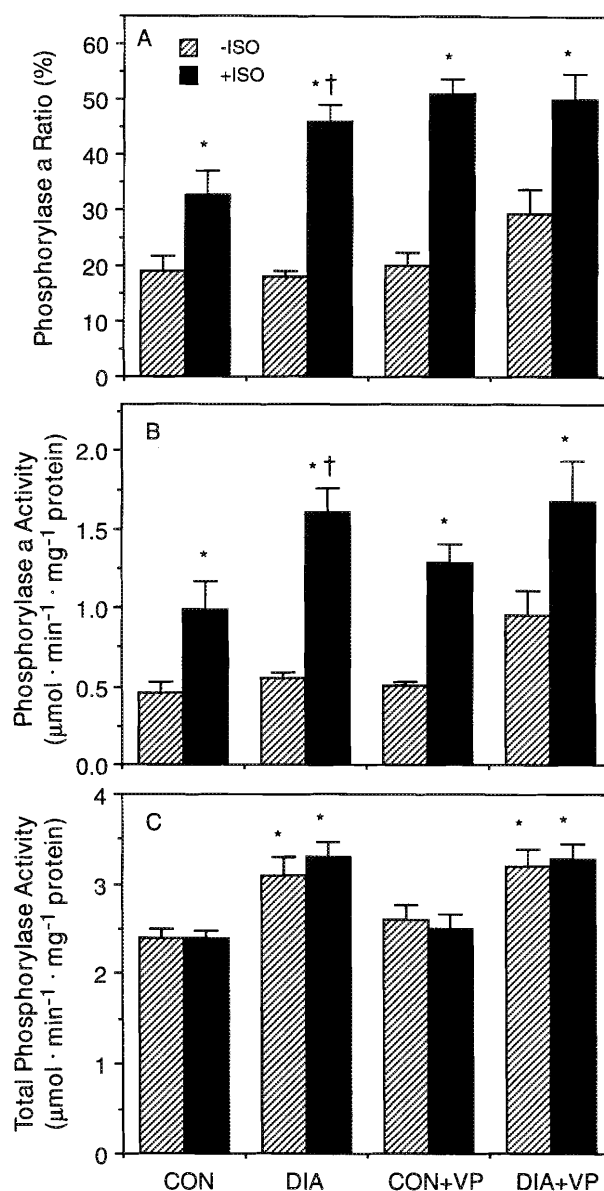 A
-ISO
+ISO
Phosphorylase a Ratio (%)
60
50
40
30
20
10
0
*
* †
*
*
B
Phosphorylase a Activity
(μmol · min⁻¹ · mg⁻¹ protein)
2.0
1.5
1.0
0.5
0.0
*
* †
*
*
C
Total Phosphorylase Activity
(μmol · min⁻¹ · mg⁻¹ protein)
4
3
2
1
0
* *
* *
CON DIA CON+VP DIA+VP